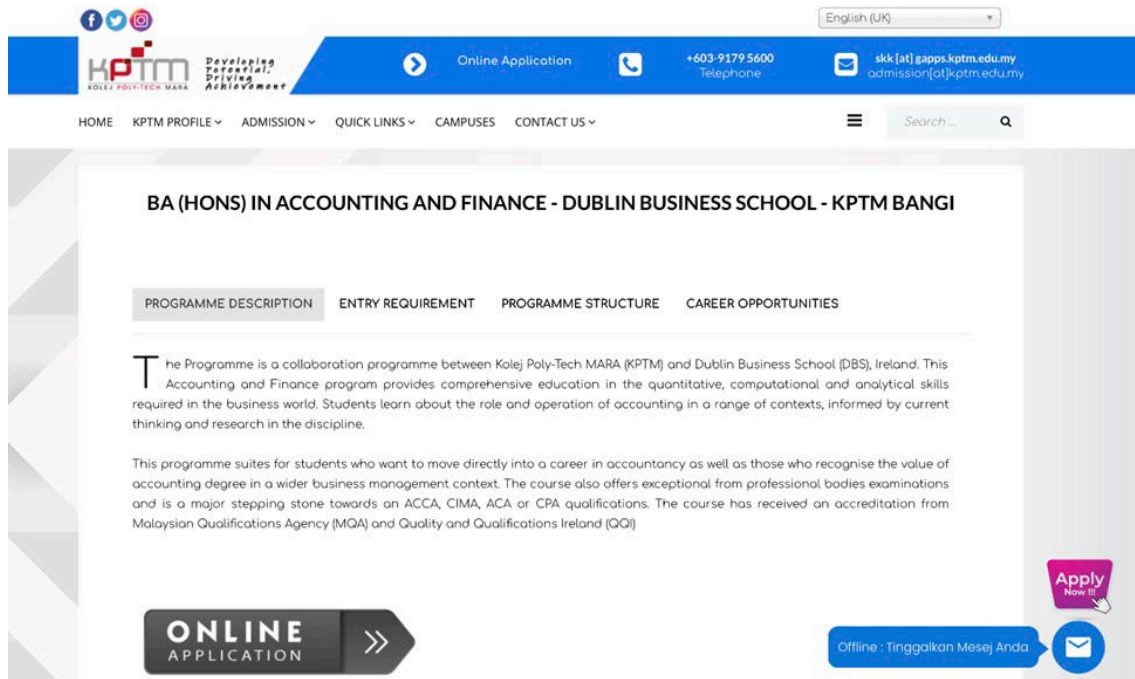 English (UK)
KPTM
KOLEJ POLY-TECH MARA
Developing
Potential,
Driving
Achievement
Online Application
+603-9179 5600
Telephone
skk [at] gapps.kptm.edu.my
admission[at]kptm.edu.my
HOME KPTM PROFILE ADMISSION QUICK LINKS CAMPUSES CONTACT US Search ...
BA (HONS) IN ACCOUNTING AND FINANCE - DUBLIN BUSINESS SCHOOL - KPTM BANGI
PROGRAMME DESCRIPTION ENTRY REQUIREMENT PROGRAMME STRUCTURE CAREER OPPORTUNITIES
The Programme is a collaboration programme between Kolej Poly-Tech MARA (KPTM) and Dublin Business School (DBS), Ireland. This
Accounting and Finance program provides comprehensive education in the quantitative, computational and analytical skills
required in the business world. Students learn about the role and operation of accounting in a range of contexts, informed by current
thinking and research in the discipline.
This programme suites for students who want to move directly into a career in accountancy as well as those who recognise the value of
accounting degree in a wider business management context. The course also offers exceptional from professional bodies examinations
and is a major stepping stone towards an ACCA, CIMA, ACA or CPA qualifications. The course has received an accreditation from
Malaysian Qualifications Agency (MQA) and Quality and Qualifications Ireland (QQI)
Apply
Now !!!
ONLINE
APPLICATION
Offline : Tinggalkan Mesej Anda